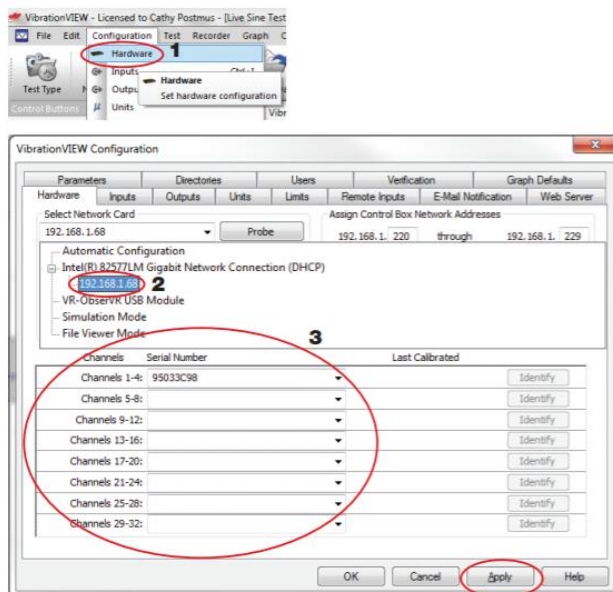 VibrationVIEW - Licensed to Cathy Postmus - [Live Sine Test
File Edit Configuration Test Recorder Graph C
Hardware 1
Inputs Ctrl+I
Hardware
Set hardware configuration
Test Type
Units
Control Buttons
VibrationVIEW Configuration
Parameters Directories Users Verification Graph Defaults
Hardware Inputs Outputs Units Limits Remote Inputs E-Mail Notification Web Server
Select Network Card Assign Control Box Network Addresses
192.168.1.68 Probe 192.168.1. 220 through 192.168.1. 229
Automatic Configuration
Intel(R) 82577LM Gigabit Network Connection (DHCP)
192.168.1.68 2
VR-ObserVR USB Module
Simulation Mode
File Viewer Mode
3
Channels Serial Number Last Calibrated
Channels 1-4: 95033C98 Identify
Channels 5-8: Identify
Channels 9-12: Identify
Channels 13-16: Identify
Channels 17-20: Identify
Channels 21-24: Identify
Channels 25-28: Identify
Channels 29-32: Identify
OK Cancel Apply Help